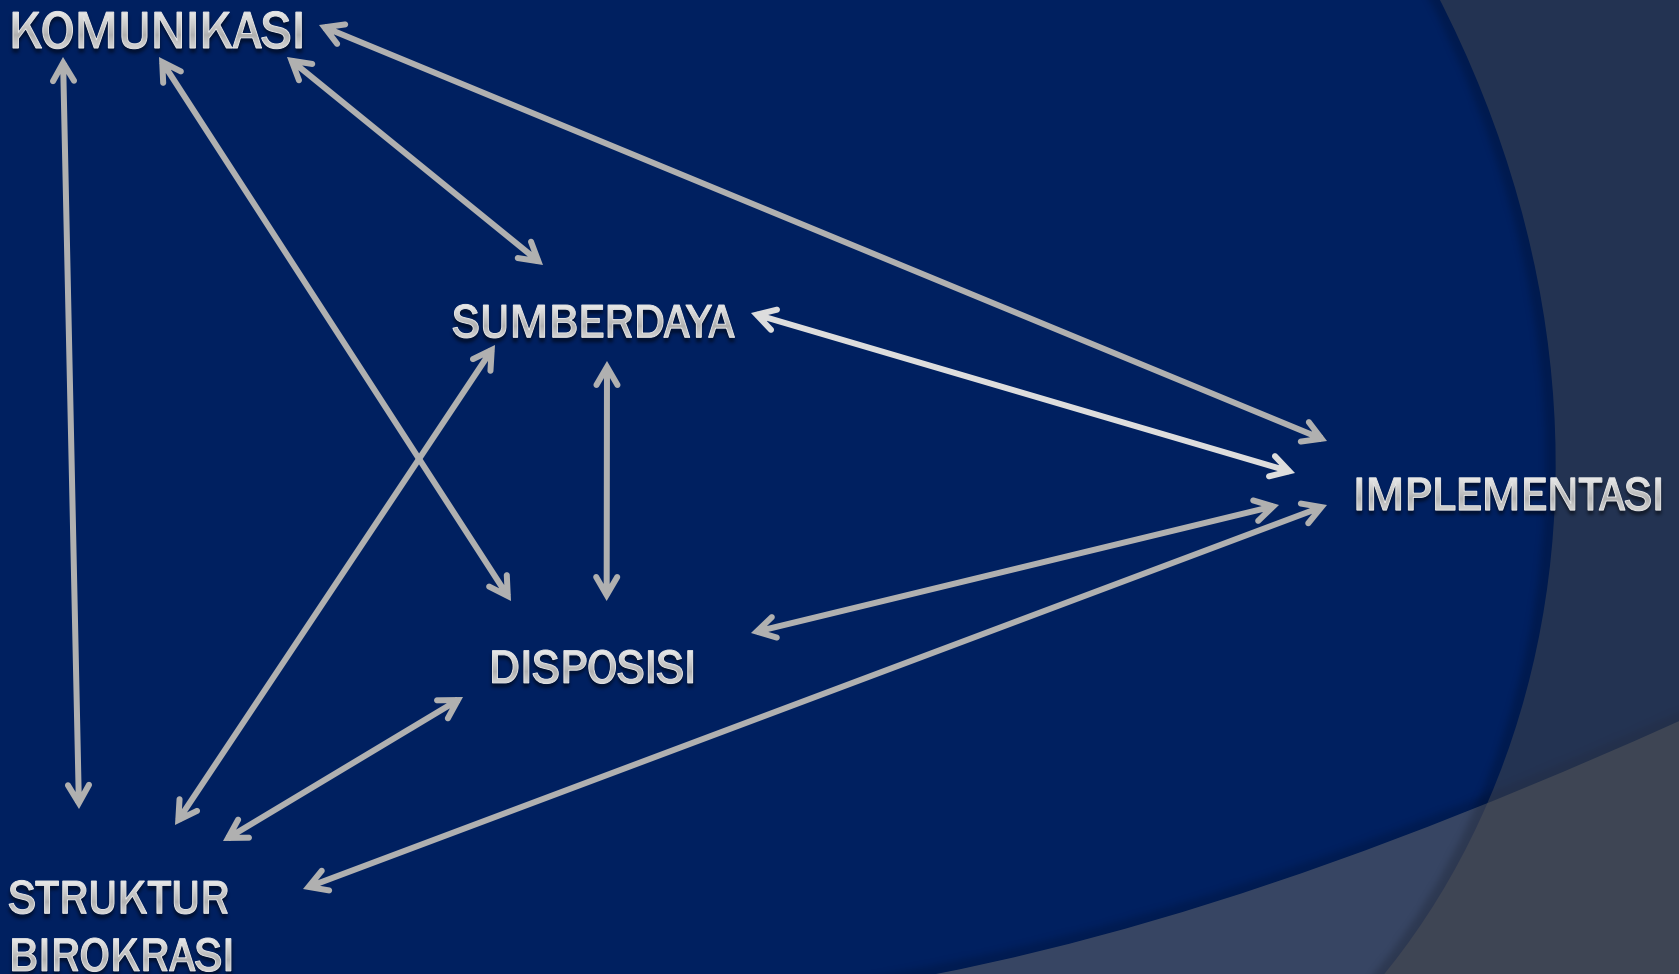 KOMUNIKASI
SUMBERDAYA
IMPLEMENTASI
DISPOSISI
STRUKTUR
BIROKRASI